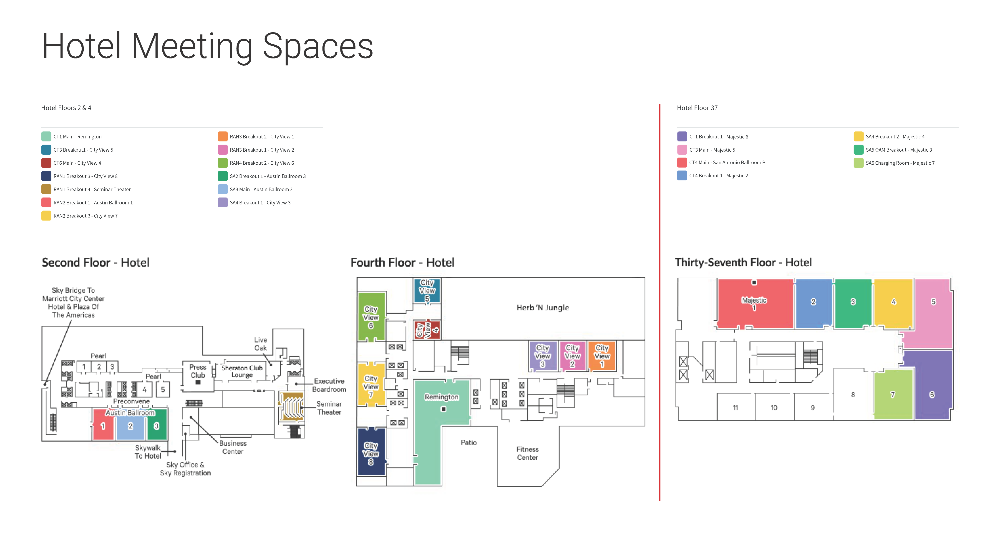 Hotel Meeting Spaces
Hotel Floors 2 & 4
CT1 Main - Remington
CT3 Breakout1 - City View 5
CT6 Main - City View 4
RAN1 Breakout 3 - City View 8
RAN1 Breakout 4 - Seminar Theater
RAN2 Breakout 1 - Austin Ballroom 1
RAN2 Breakout 3 - City View 7
RAN3 Breakout 2 - City View 1
RAN3 Breakout 1 - City View 2
RAN4 Breakout 2 - City View 6
SA2 Breakout 1 - Austin Ballroom 3
SA3 Main - Austin Ballroom 2
SA4 Breakout 1 - City View 3
Hotel Floor 37
CT1 Breakout 1 - Majestic 6
CT3 Main - Majestic 5
CT4 Main - San Antonio Ballroom B
CT4 Breakout 1 - Majestic 2
SA4 Breakout 2 - Majestic 4
SA5 OAM Breakout - Majestic 3
SA5 Charging Room - Majestic 7
Second Floor - Hotel
Sky Bridge To
Marriott City Center
Hotel & Plaza Of
The Americas
Live
Oak
Pearl
1 2 3
Press
Club
Sheraton Club
Lounge
Pearl
4 5
Executive
Boardroom
Preconvene
Seminar
Theater
Austin Ballroom
1 2 3
Business
Center
Skywalk
To Hotel
Sky Office &
Sky Registration
Fourth Floor - Hotel
City
View
5
City
View
6
Herb 'N Jungle
City
View
4
City
View
3
City
View
2
City
View
1
City
View
7
Remington
City
View
8
Patio
Fitness
Center
Thirty-Seventh Floor - Hotel
Majestic
1
2
3
4
5
6
7
8
9
10
11